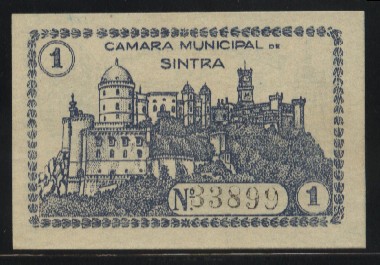 1
CAMARA MUNICIPAL DE
SINTRA
Nº 33899
1